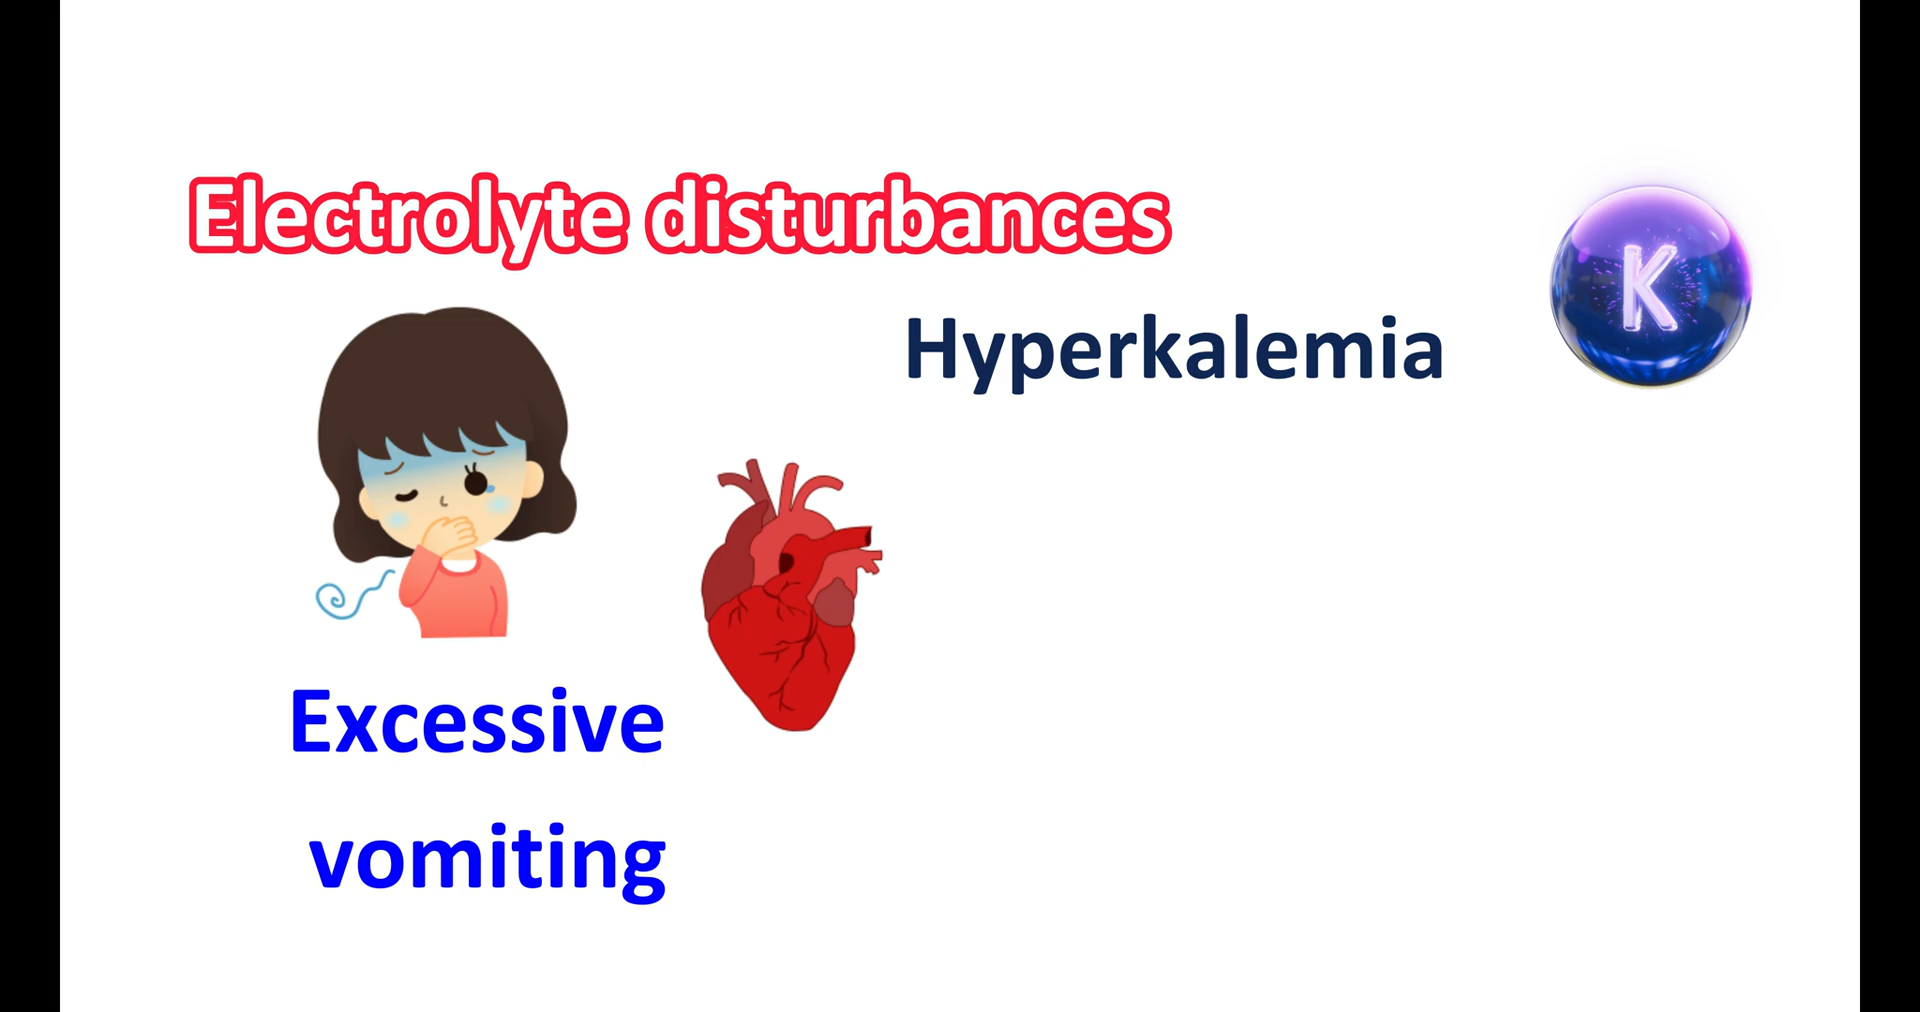 Electrolyte disturbances
Hyperkalemia
K
Excessive
vomiting